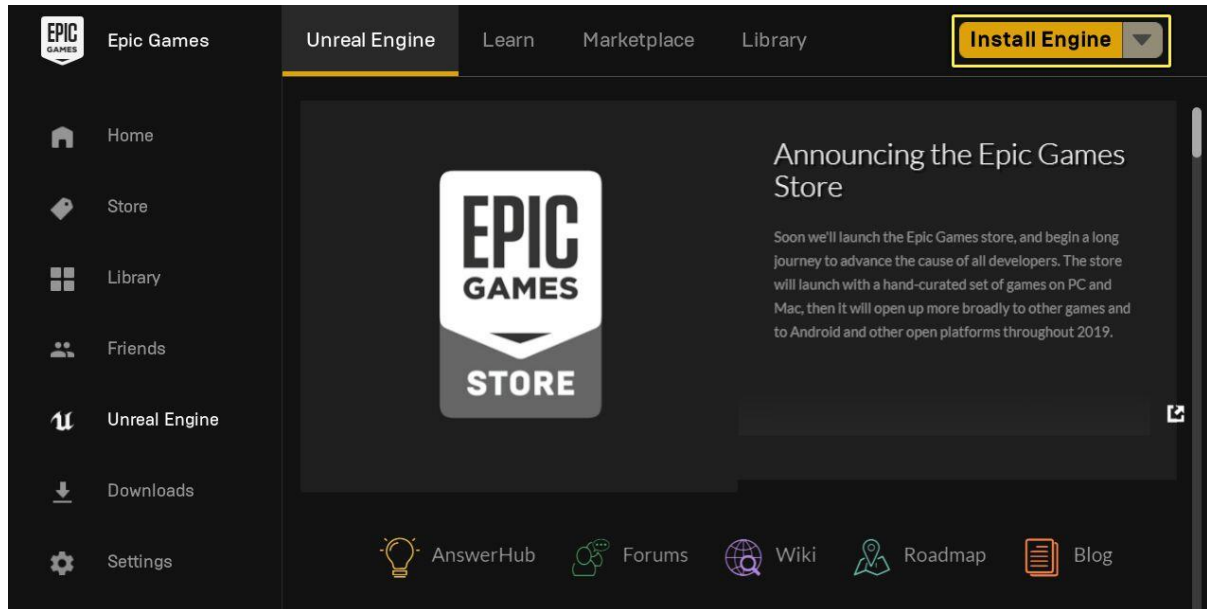 EPIC
GAMES
Epic Games
Unreal Engine
Learn
Marketplace
Library
Install Engine
Home
Store
Library
Friends
Unreal Engine
Downloads
Settings
EPIC
GAMES
STORE
Announcing the Epic Games
Store
Soon we'll launch the Epic Games store, and begin a long
journey to advance the cause of all developers. The store
will launch with a hand-curated set of games on PC and
Mac, then it will open up more broadly to other games and
to Android and other open platforms throughout 2019.
AnswerHub
Forums
Wiki
Roadmap
Blog